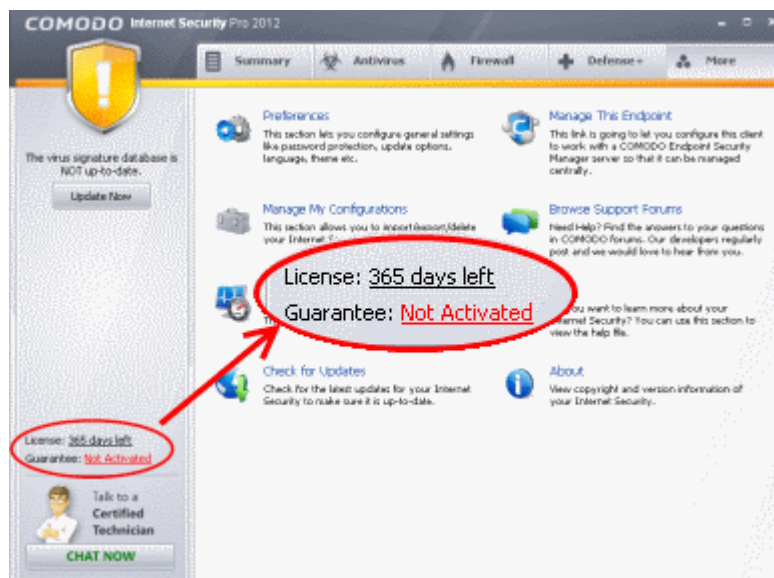 COMODO Internet Security Pro 2012
Summary
Antivirus
Firewall
Defense+
More
The virus signature database is
NOT up-to-date.
Update Now
Preferences
This section lets you configure general settings
like password protection, update options,
language, theme etc.
Manage This Endpoint
This link is going to let you configure this client
to work with a COMODO Endpoint Security
Manager server so that it can be managed
centrally.
Manage My Configurations
This section allows you to import/export/delete
your Internet
Browse Support Forums
Need Help? Find the answers to your questions
in COMODO forums. Our developers regularly
post and we would love to hear from you.
License: 365 days left
Guarantee: Not Activated
you want to learn more about your
Internet Security? You can use this section to
view the help file.
Check for Updates
Check for the latest updates for your Internet
Security to make sure it is up-to-date.
About
View copyright and version information of
your Internet Security.
License: 365 days left
Guarantee: Not Activated
Talk to a
Certified
Technician
CHAT NOW